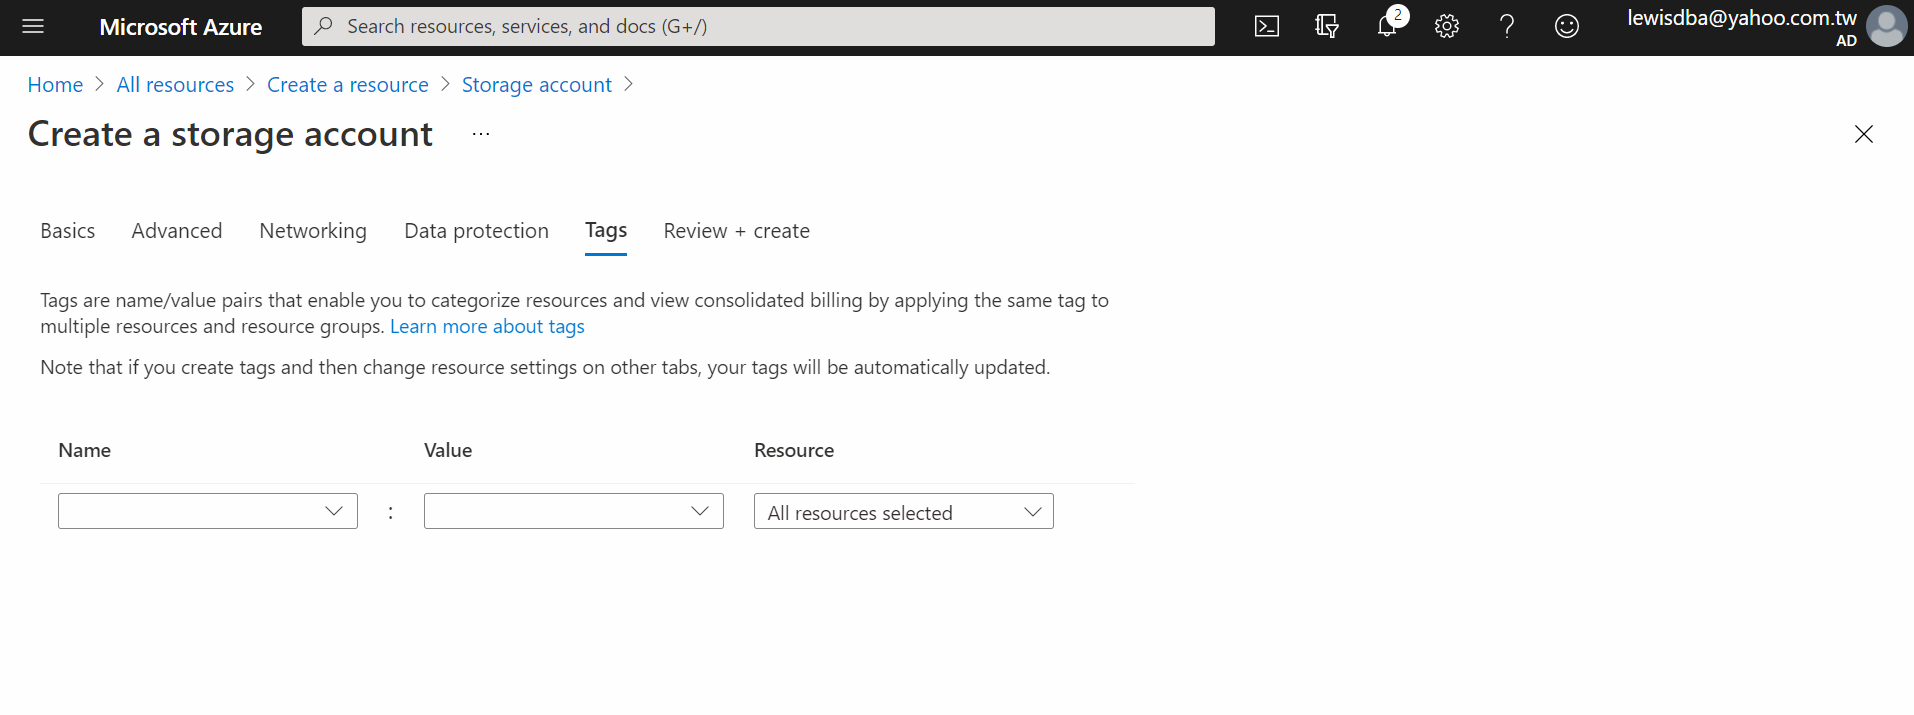 Microsoft Azure
Search resources, services, and docs (G+/)
2
lewisdba@yahoo.com.tw
AD
Home > All resources > Create a resource > Storage account >
Create a storage account ...
Basics Advanced Networking Data protection Tags Review + create
Tags are name/value pairs that enable you to categorize resources and view consolidated billing by applying the same tag to
multiple resources and resource groups. Learn more about tags
Note that if you create tags and then change resource settings on other tabs, your tags will be automatically updated.
Name Value Resource
: All resources selected